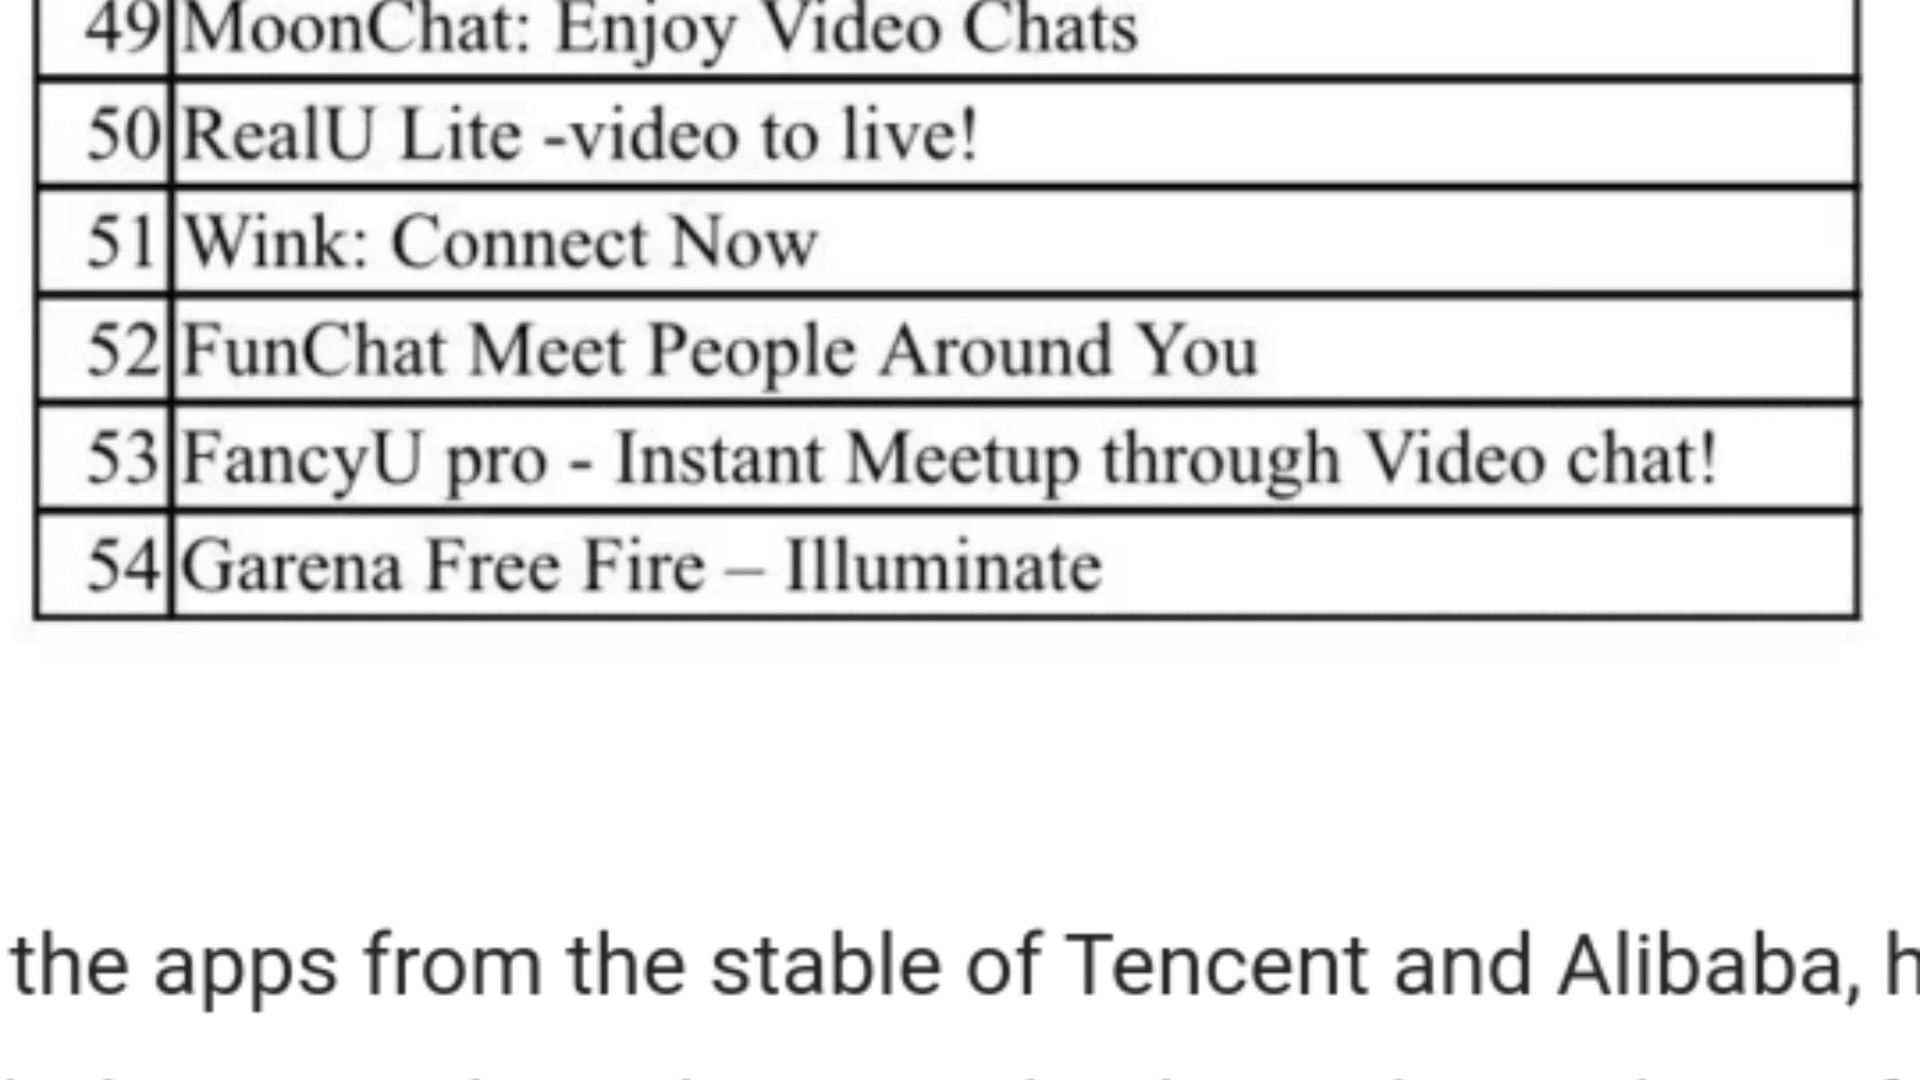 49 MoonChat: Enjoy Video Chats
50 RealU Lite -video to live!
51 Wink: Connect Now
52 FunChat Meet People Around You
53 FancyU pro - Instant Meetup through Video chat!
54 Garena Free Fire – Illuminate
the apps from the stable of Tencent and Alibaba,